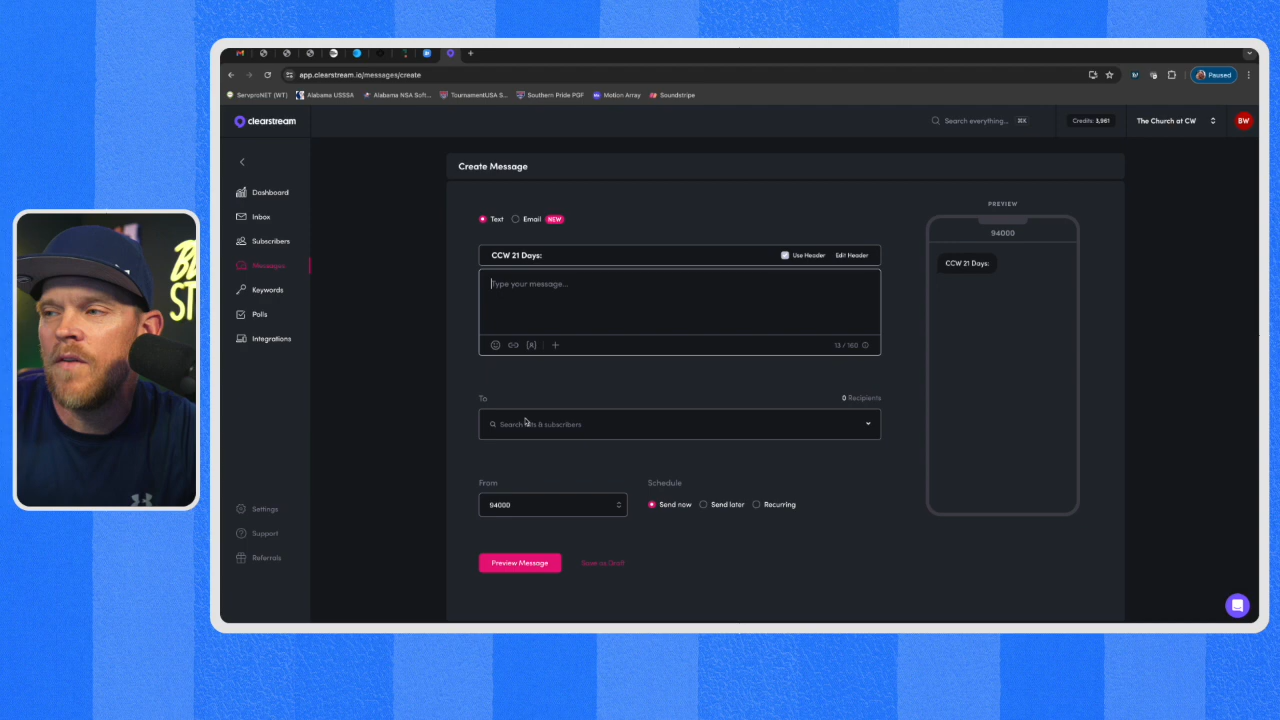 app.clearstream.io/messages/create
Paused
ServproNET (WT)
Alabama USSSA
Alabama NSA Soft...
TournamentUSA S...
Southern Pride PGF
Motion Array
Soundstripe
clearstream
Search everything...
⌘K
Credits: 3,961
The Church at CW
BW
Create Message
Dashboard
Inbox
Subscribers
Messages
Keywords
Polls
Integrations
Settings
Support
Referrals
Text
Email
NEW
CCW 21 Days:
Use Header
Edit Header
Type your message...
13 / 160
To
0 Recipients
Search lists & subscribers
From
94000
Schedule
Send now
Send later
Recurring
Preview Message
Save as Draft
PREVIEW
94000
CCW 21 Days: